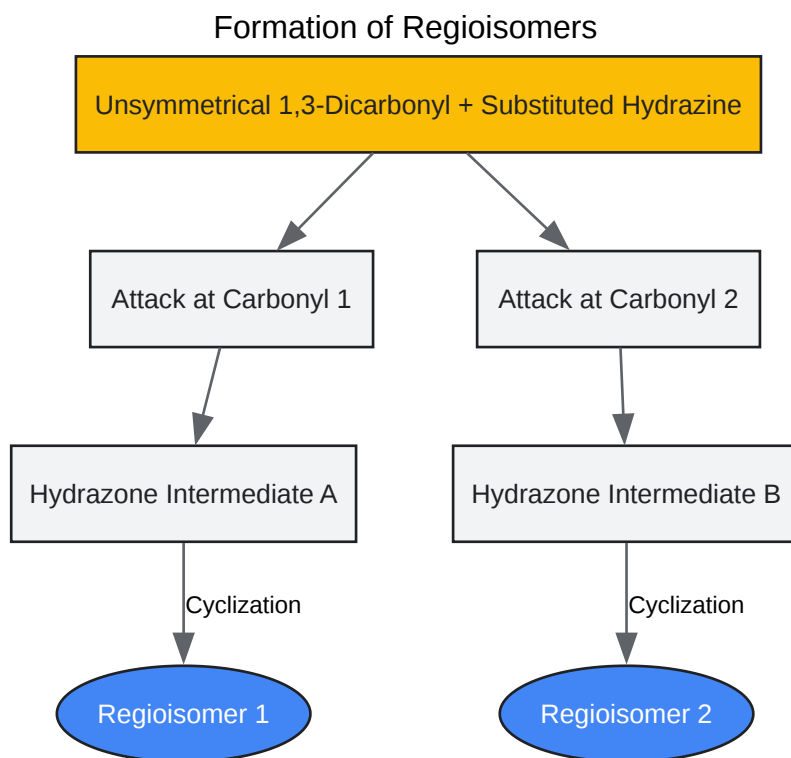 Formation of Regioisomers
Unsymmetrical 1,3-Dicarbonyl + Substituted Hydrazine
Attack at Carbonyl 1
Attack at Carbonyl 2
Hydrazone Intermediate A
Hydrazone Intermediate B
Cyclization
Cyclization
Regioisomer 1
Regioisomer 2